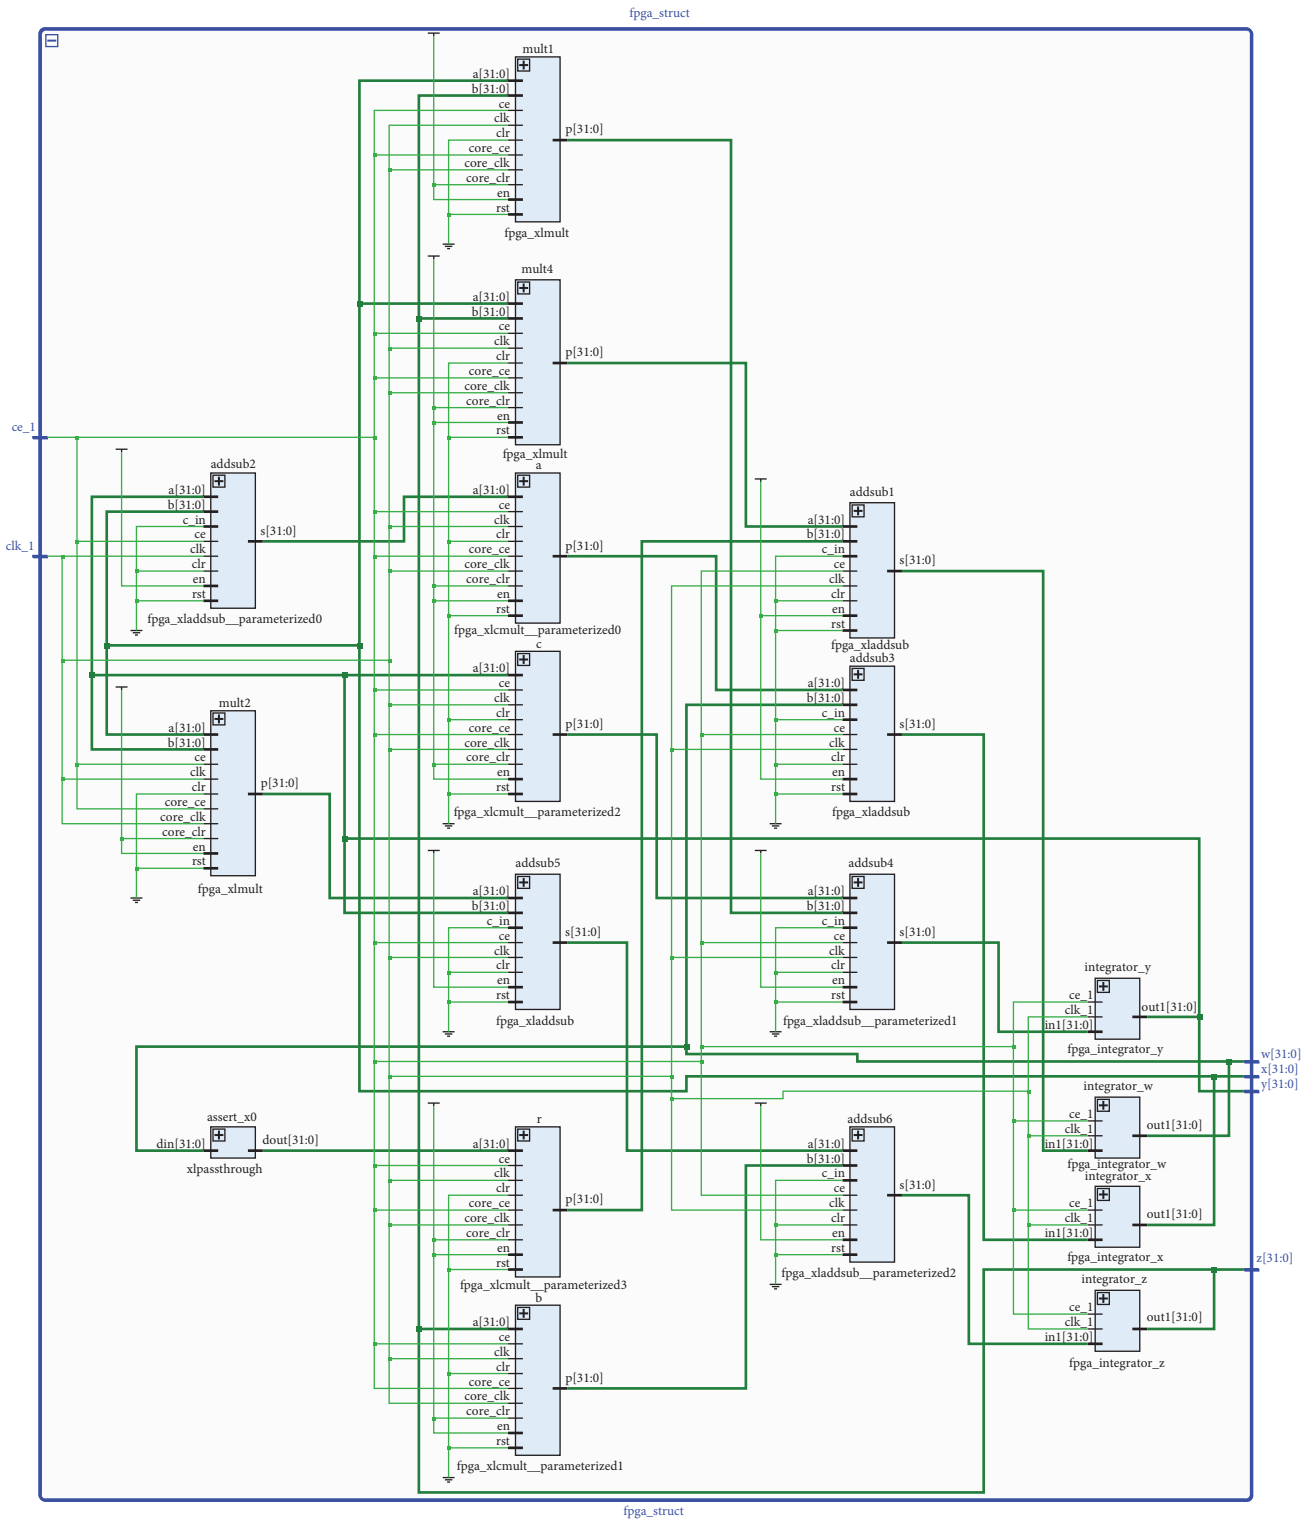 fpga_struct
mult1
a[31:0]
b[31:0]
ce
clk
clr
core_ce
core_clk
core_clr
en
rst
p[31:0]
fpga_xlmult
mult4
a[31:0]
b[31:0]
ce
clk
clr
core_ce
core_clk
core_clr
en
rst
p[31:0]
fpga_xlmult
ce_1
clk_1
addsub2
a[31:0]
b[31:0]
c_in
ce
clk
clr
en
rst
s[31:0]
fpga_xladdsub__parameterized0
a
a[31:0]
ce
clk
clr
core_ce
core_clk
core_clr
en
rst
p[31:0]
fpga_xlcmult__parameterized0
addsub1
a[31:0]
b[31:0]
c_in
ce
clk
clr
en
rst
s[31:0]
fpga_xladdsub
c
a[31:0]
ce
clk
clr
core_ce
core_clk
core_clr
en
rst
p[31:0]
fpga_xlcmult__parameterized2
addsub3
a[31:0]
b[31:0]
c_in
ce
clk
clr
en
rst
s[31:0]
fpga_xladdsub
mult2
a[31:0]
b[31:0]
ce
clk
clr
core_ce
core_clk
core_clr
en
rst
p[31:0]
fpga_xlmult
addsub5
a[31:0]
b[31:0]
c_in
ce
clk
clr
en
rst
s[31:0]
fpga_xladdsub
addsub4
a[31:0]
b[31:0]
c_in
ce
clk
clr
en
rst
s[31:0]
fpga_xladdsub__parameterized1
integrator_y
ce_1
clk_1
in1[31:0]
out1[31:0]
fpga_integrator_y
w[31:0]
x[31:0]
y[31:0]
integrator_w
ce_1
clk_1
in1[31:0]
out1[31:0]
fpga_integrator_w
assert_x0
din[31:0]
dout[31:0]
xlpassthrough
r
a[31:0]
ce
clk
clr
core_ce
core_clk
core_clr
en
rst
p[31:0]
fpga_xlcmult__parameterized3
addsub6
a[31:0]
b[31:0]
c_in
ce
clk
clr
en
rst
s[31:0]
fpga_xladdsub__parameterized2
integrator_x
ce_1
clk_1
in1[31:0]
out1[31:0]
fpga_integrator_x
z[31:0]
integrator_z
ce_1
clk_1
in1[31:0]
out1[31:0]
fpga_integrator_z
b
a[31:0]
ce
clk
clr
core_ce
core_clk
core_clr
en
rst
p[31:0]
fpga_xlcmult__parameterized1
fpga_struct